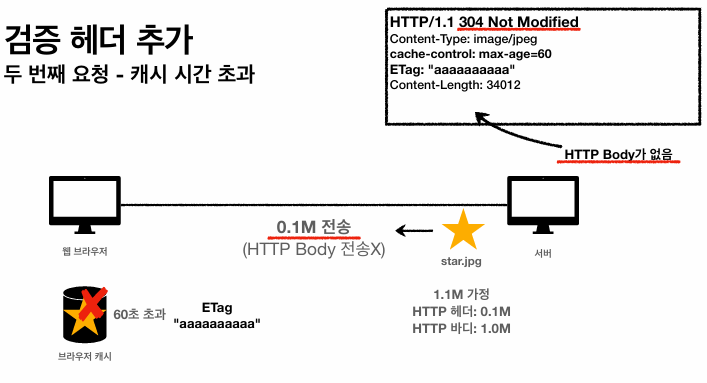 검증 헤더 추가
두 번째 요청 - 캐시 시간 초과
HTTP/1.1 304 Not Modified
Content-Type: image/jpeg
cache-control: max-age=60
ETag: "aaaaaaaaaa"
Content-Length: 34012
HTTP Body가 없음
0.1M 전송
(HTTP Body 전송X)
웹 브라우저
star.jpg
서버
1.1M 가정
HTTP 헤더: 0.1M
HTTP 바디: 1.0M
60초 초과
ETag
"aaaaaaaaaa"
브라우저 캐시